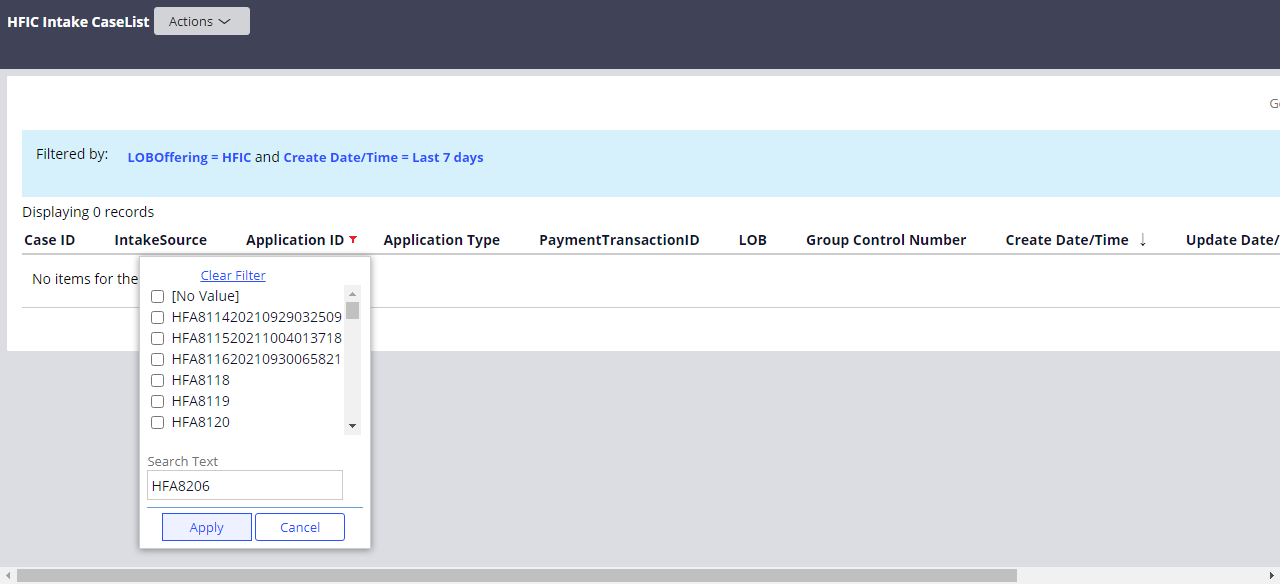 HFIC Intake CaseList Actions
Filtered by: LOBOffering = HFIC and Create Date/Time = Last 7 days
Displaying 0 records
Case ID IntakeSource Application ID Application Type PaymentTransactionID LOB Group Control Number Create Date/Time ↓ Update Date/
No items for the
Clear Filter
[No Value]
HFA811420210929032509
HFA811520211004013718
HFA811620210930065821
HFA8118
HFA8119
HFA8120
Search Text
HFA8206
Apply Cancel